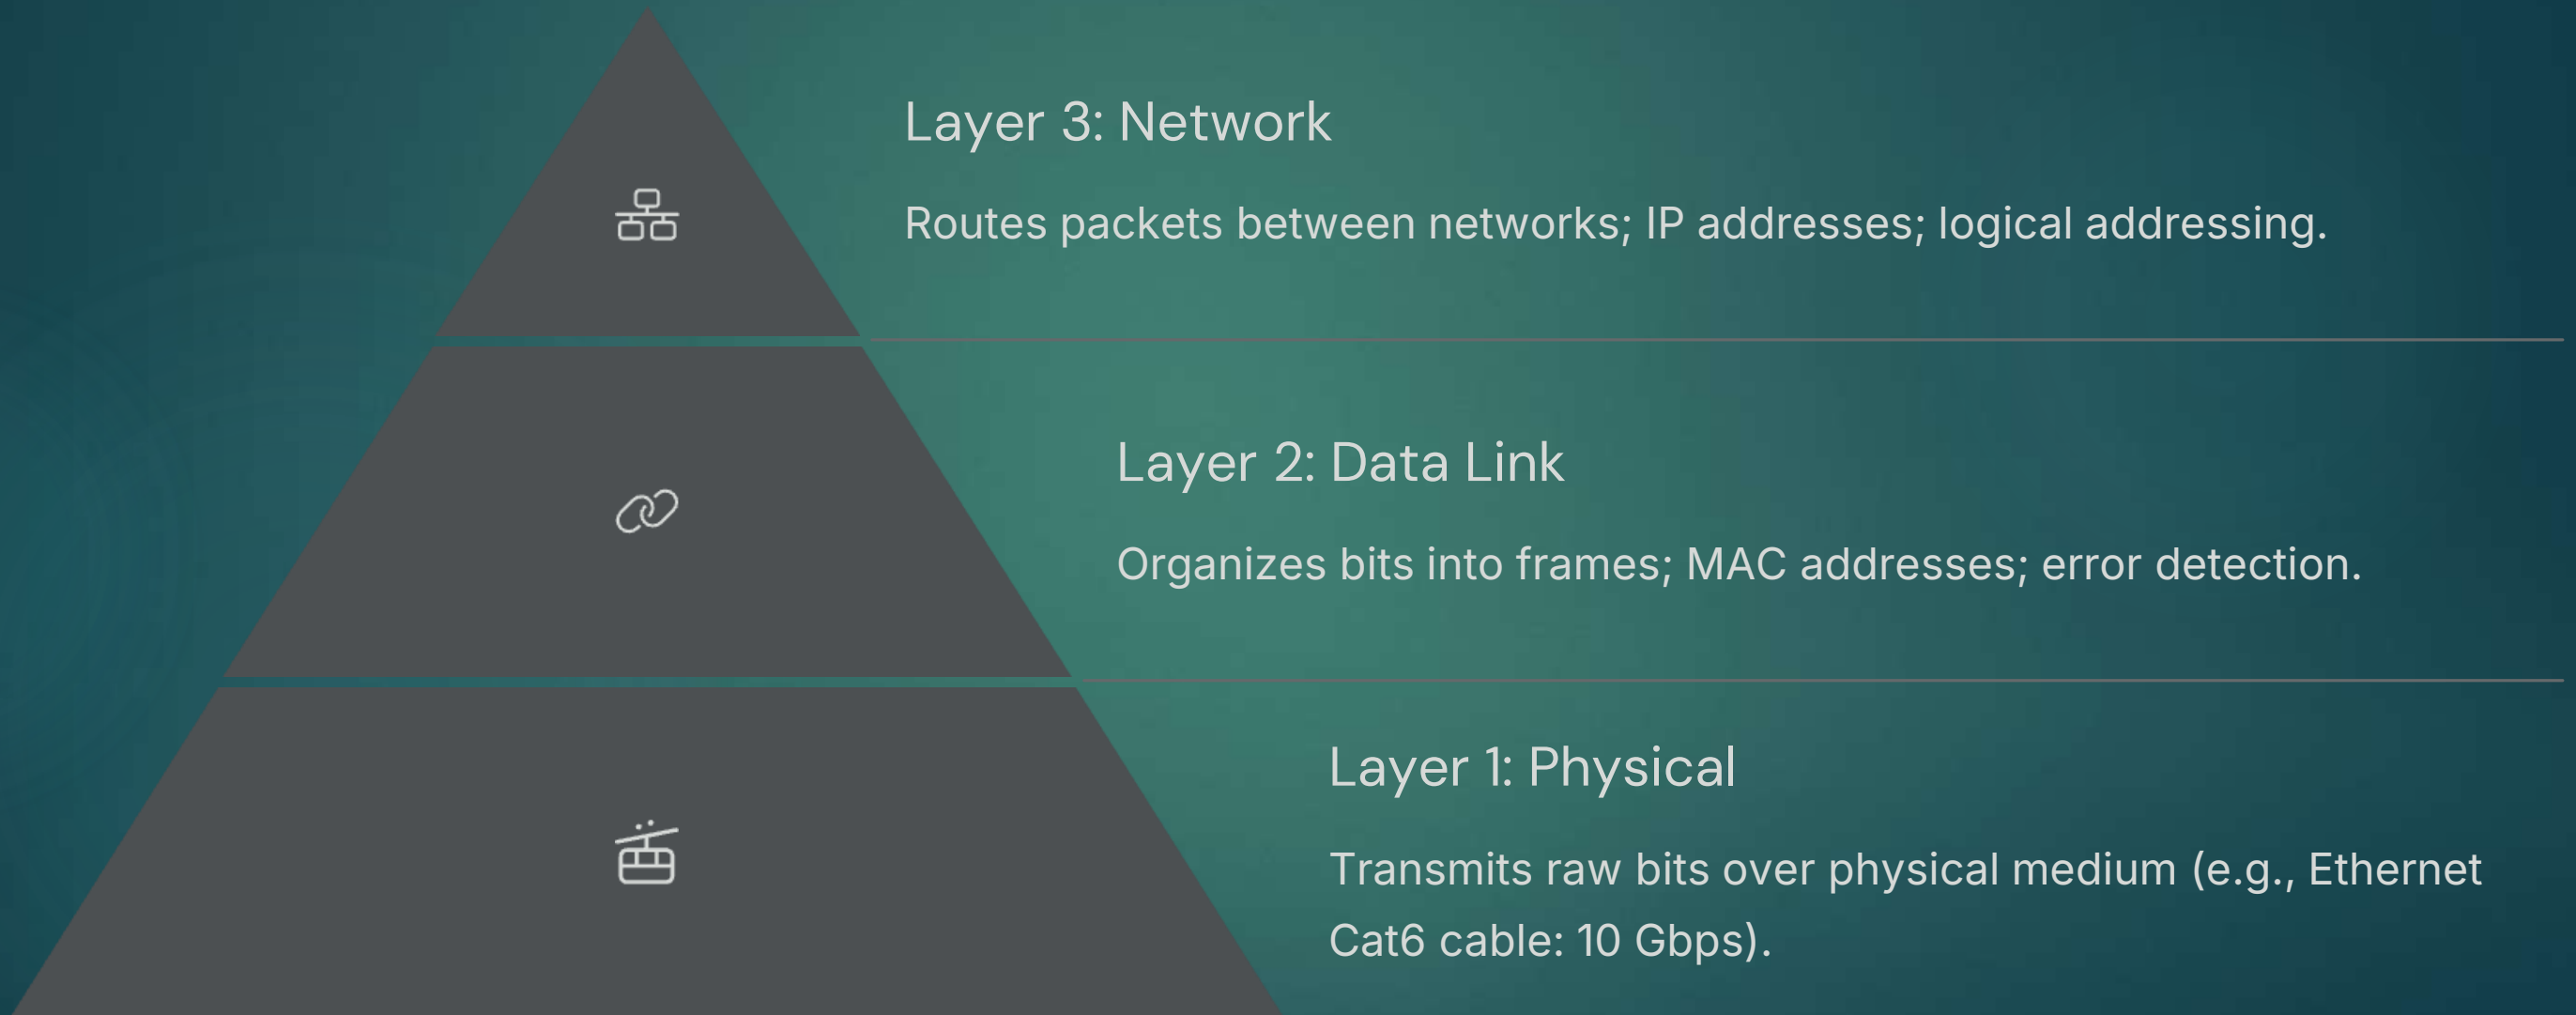 Layer 3: Network
Routes packets between networks; IP addresses; logical addressing.
Layer 2: Data Link
Organizes bits into frames; MAC addresses; error detection.
Layer 1: Physical
Transmits raw bits over physical medium (e.g., Ethernet
Cat6 cable: 10 Gbps).